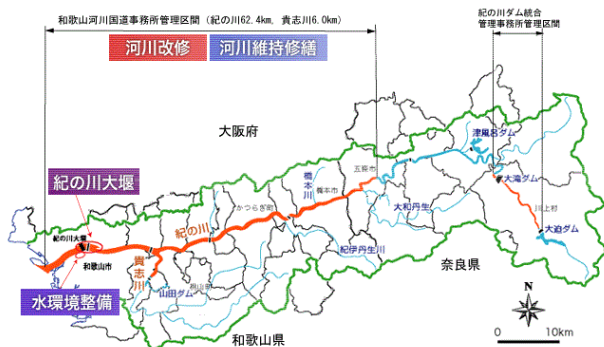 和歌山河川国道事務所管理区間（紀の川62.4km，貴志川6.0km）
紀の川ダム統合
管理事務所管理区間
河川改修
河川維持修繕
大阪府
津風呂ダム
五條市
大滝ダム
紀の川大堰
橋本川
橋本市
かつらぎ町
川上村
紀の川大堰
紀の川
大和丹生
大迫ダム
和歌山市
貴志川
紀伊丹生川
奈良県
水環境整備
山田ダム
桃山町
和歌山県
N
0
10km